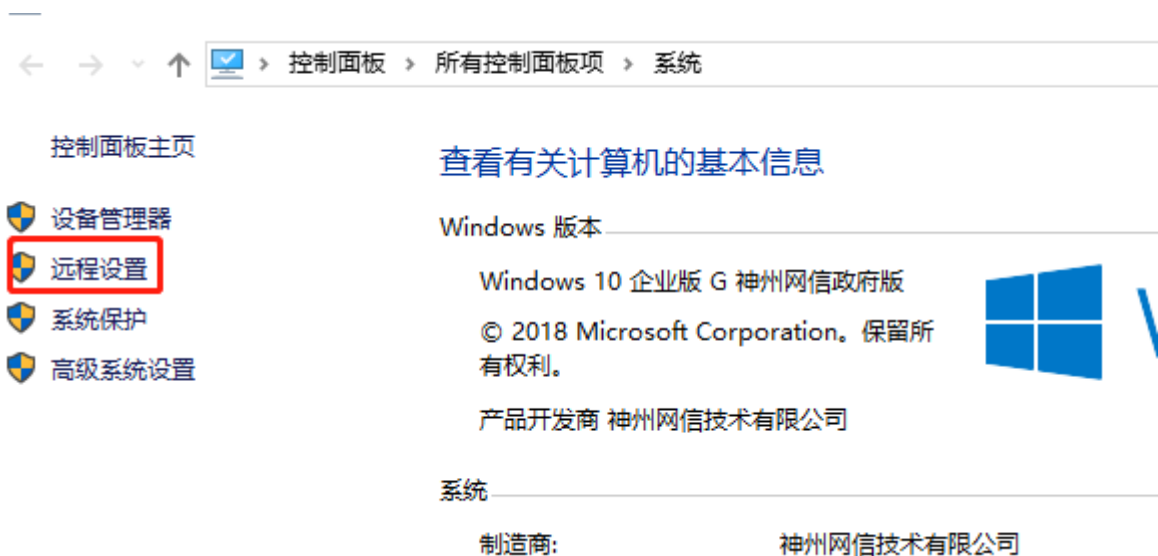 控制面板 > 所有控制面板项 > 系统
控制面板主页
设备管理器
远程设置
系统保护
高级系统设置
查看有关计算机的基本信息
Windows 版本
Windows 10 企业版 G 神州网信政府版
© 2018 Microsoft Corporation。保留所
有权利。
产品开发商 神州网信技术有限公司
系统
制造商: 神州网信技术有限公司